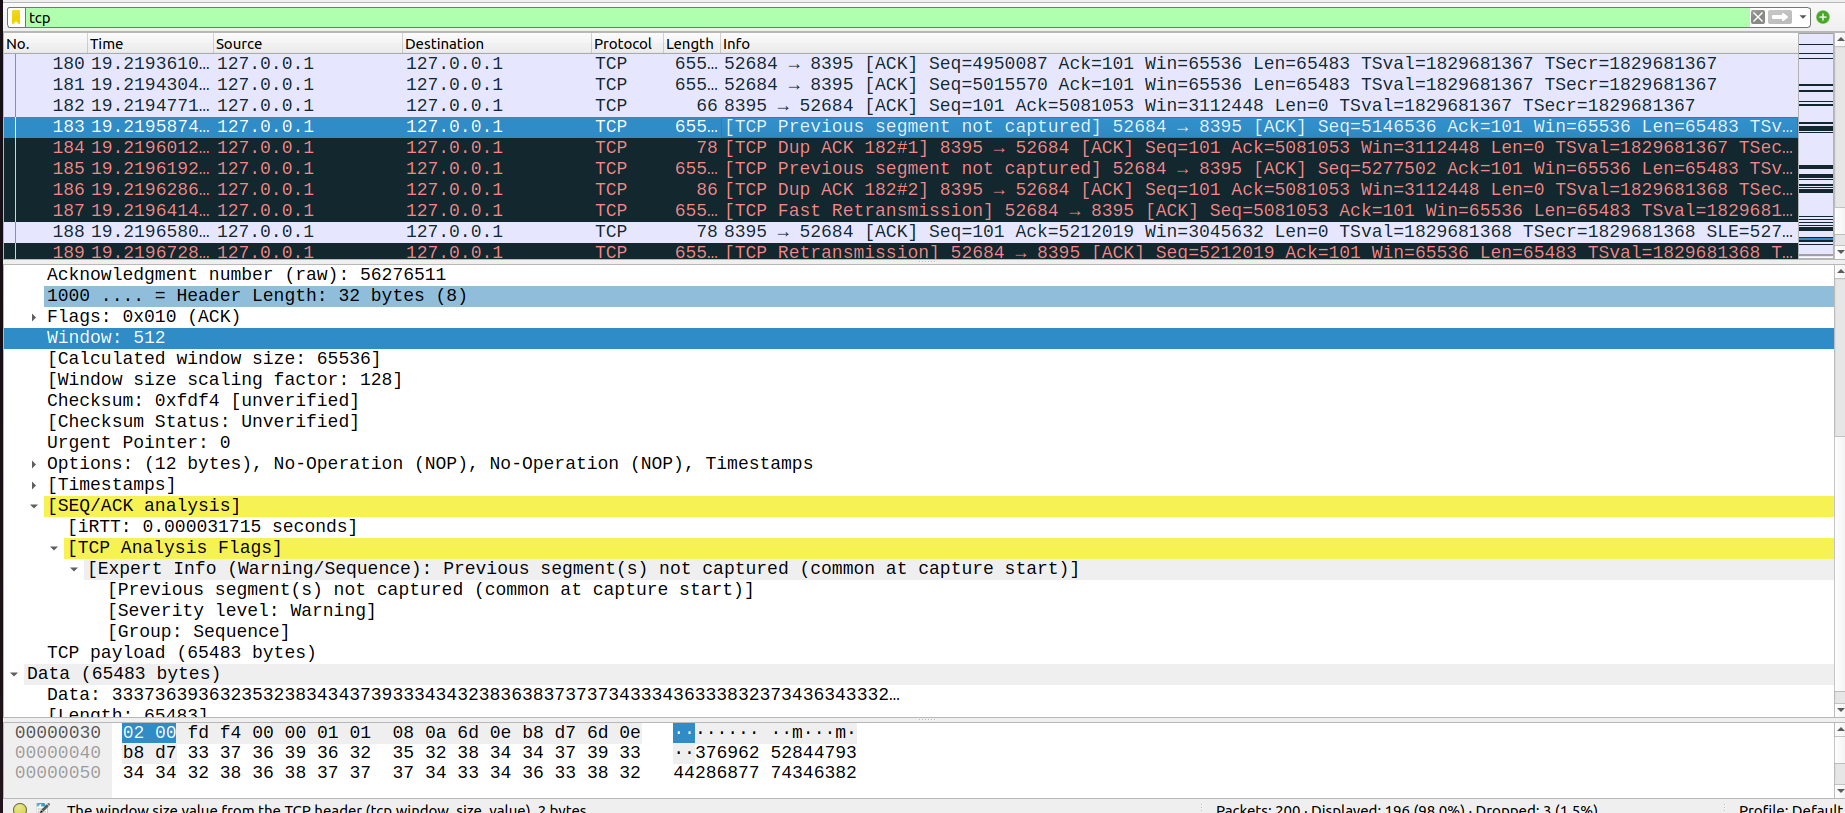 tcp
No. Time Source Destination Protocol Length Info
180 19.2193610… 127.0.0.1 127.0.0.1 TCP 655… 52684 → 8395 [ACK] Seq=4950087 Ack=101 Win=65536 Len=65483 TSval=1829681367 TSecr=1829681367
181 19.2194304… 127.0.0.1 127.0.0.1 TCP 655… 52684 → 8395 [ACK] Seq=5015570 Ack=101 Win=65536 Len=65483 TSval=1829681367 TSecr=1829681367
182 19.2194771… 127.0.0.1 127.0.0.1 TCP 66 8395 → 52684 [ACK] Seq=101 Ack=5081053 Win=3112448 Len=0 TSval=1829681367 TSecr=1829681367
183 19.2195874… 127.0.0.1 127.0.0.1 TCP 655… [TCP Previous segment not captured] 52684 → 8395 [ACK] Seq=5146536 Ack=101 Win=65536 Len=65483 TSv…
184 19.2196012… 127.0.0.1 127.0.0.1 TCP 78 [TCP Dup ACK 182#1] 8395 → 52684 [ACK] Seq=101 Ack=5081053 Win=3112448 Len=0 TSval=1829681367 TSec…
185 19.2196192… 127.0.0.1 127.0.0.1 TCP 655… [TCP Previous segment not captured] 52684 → 8395 [ACK] Seq=5277502 Ack=101 Win=65536 Len=65483 TSv…
186 19.2196286… 127.0.0.1 127.0.0.1 TCP 86 [TCP Dup ACK 182#2] 8395 → 52684 [ACK] Seq=101 Ack=5081053 Win=3112448 Len=0 TSval=1829681368 TSec…
187 19.2196414… 127.0.0.1 127.0.0.1 TCP 655… [TCP Fast Retransmission] 52684 → 8395 [ACK] Seq=5081053 Ack=101 Win=65536 Len=65483 TSval=1829681…
188 19.2196580… 127.0.0.1 127.0.0.1 TCP 78 8395 → 52684 [ACK] Seq=101 Ack=5212019 Win=3045632 Len=0 TSval=1829681368 TSecr=1829681368 SLE=527…
189 19.2196728… 127.0.0.1 127.0.0.1 TCP 655… [TCP Retransmission] 52684 → 8395 [ACK] Seq=5212019 Ack=101 Win=65536 Len=65483 TSval=1829681368 T…
Acknowledgment number (raw): 56276511
1000 .... = Header Length: 32 bytes (8)
Flags: 0x010 (ACK)
Window: 512
[Calculated window size: 65536]
[Window size scaling factor: 128]
Checksum: 0xfdf4 [unverified]
[Checksum Status: Unverified]
Urgent Pointer: 0
Options: (12 bytes), No-Operation (NOP), No-Operation (NOP), Timestamps
[Timestamps]
[SEQ/ACK analysis]
[iRTT: 0.000031715 seconds]
[TCP Analysis Flags]
[Expert Info (Warning/Sequence): Previous segment(s) not captured (common at capture start)]
[Previous segment(s) not captured (common at capture start)]
[Severity level: Warning]
[Group: Sequence]
TCP payload (65483 bytes)
Data (65483 bytes)
Data: 333736393632353238343437393334343238363837373734333436333832373436343332…
[Length: 65483]
00000030 02 00 fd f4 00 00 01 01 08 0a 6d 0e b8 d7 6d 0e ········ ··m···m·
00000040 b8 d7 33 37 36 39 36 32 35 32 38 34 34 37 39 33 ··376962 52844793
00000050 34 34 32 38 36 38 37 37 37 34 33 34 36 33 38 32 44286877 74346382
The window size value from the TCP header (tcp.window_size_value), 2 bytes Packets: 200 · Displayed: 196 (98.0%) · Dropped: 3 (1.5%) Profile: Default